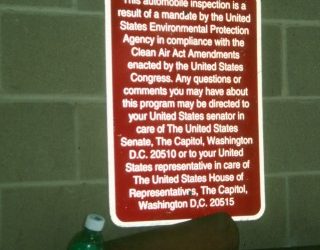 This automobile inspection is a
result of a mandate by the United
States Environmental Protection
Agency in compliance with the
Clean Air Act Amendments
enacted by the United States
Congress. Any questions or
comments you may have about
this program may be directed to
your United States senator in
care of The United States
Senate, The Capitol, Washington
D.C. 20510 or to your United
States representative in care of
The United States House of
Representatives, The Capitol,
Washington D.C. 20515